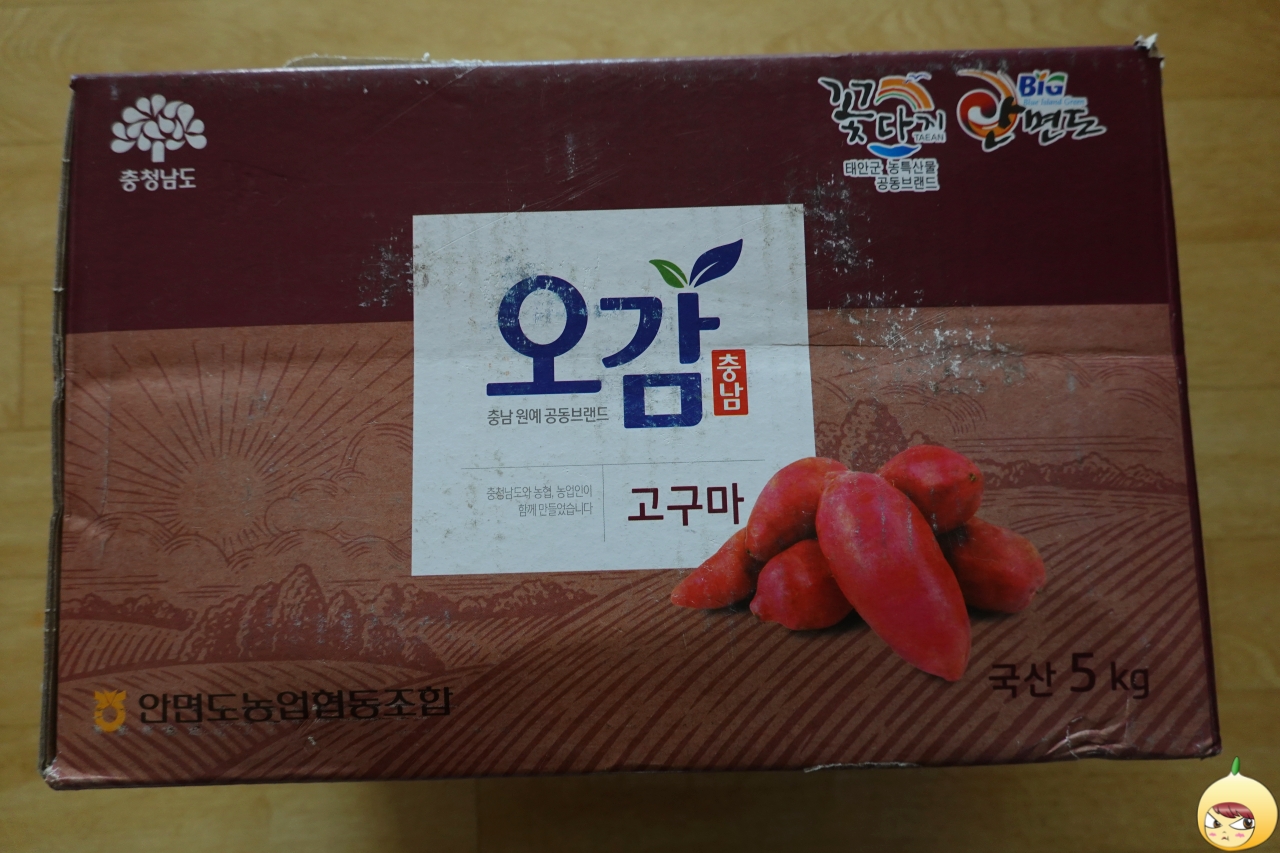 충청남도
꽃다지
TAEAN
태안군 농특산물
공동브랜드
BIG
Blue Island Green
안면도
오감
충남
충남 원예 공동브랜드
충청남도와 농협, 농업인이
함께 만들었습니다
고구마
국산 5 kg
안면도농업협동조합